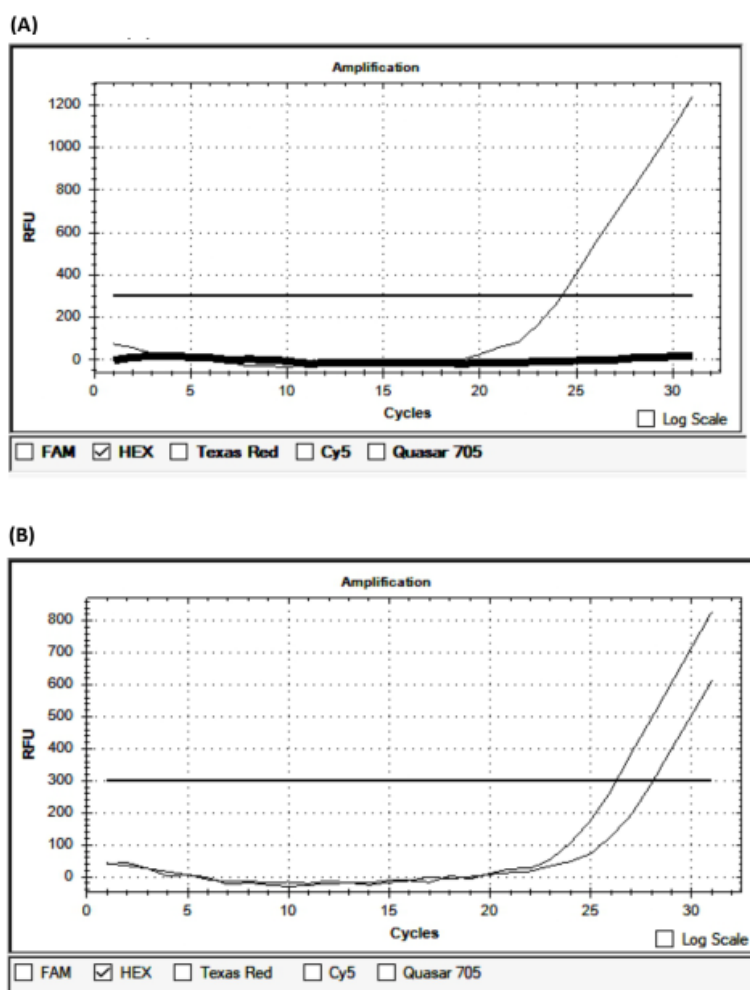 (A)
Amplification
1200
1000
800
600
400
200
0
RFU
0 5 10 15 20 25 30
Cycles
Log Scale
FAM HEX Texas Red Cy5 Quasar 705
(B)
Amplification
800
700
600
500
400
300
200
100
0
RFU
0 5 10 15 20 25 30
Cycles
Log Scale
FAM HEX Texas Red Cy5 Quasar 705